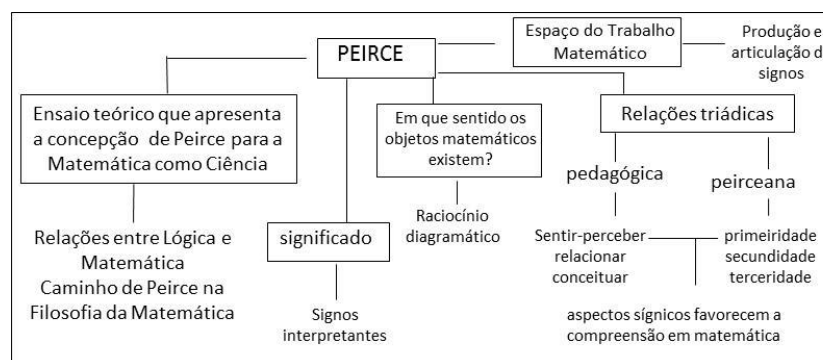 PEIRCE
Espaço do Trabalho
Matemático
Produção e
articulação d
signos
Ensaio teórico que apresenta
a concepção de Peirce para a
Matemática como Ciência
Em que sentido os
objetos matemáticos
existem?
Relações triádicas
pedagógica
peirceana
Relações entre Lógica e
Matemática
Caminho de Peirce na
Filosofia da Matemática
significado
Raciocínio
diagramático
Sentir-perceber
relacionar
conceituar
primeiridade
secundidade
terceridade
Signos
interpretantes
aspectos sígnicos favorecem a
compreensão em matemática